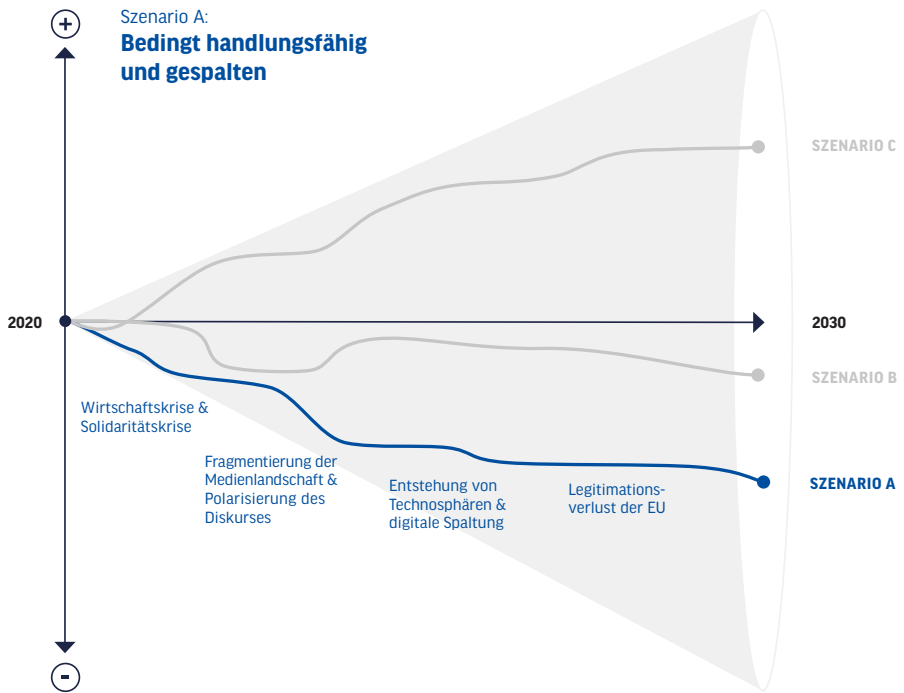 +
Szenario A:
Bedingt handlungsfähig
und gespalten
SZENARIO C
2020
2030
SZENARIO B
Wirtschaftskrise &
Solidaritätskrise
Fragmentierung der
Medienlandschaft &
Polarisierung des
Diskurses
Entstehung von
Technosphären &
digitale Spaltung
Legitimations-
verlust der EU
SZENARIO A
-